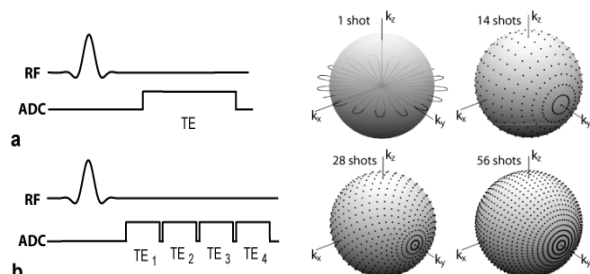 RF
ADC
TE
a
RF
ADC
TE 1 TE 2 TE 3 TE 4
b
1 shot
kz
kx
ky
14 shots
kz
kx
ky
28 shots
kz
kx
ky
56 shots
kz
kx
ky